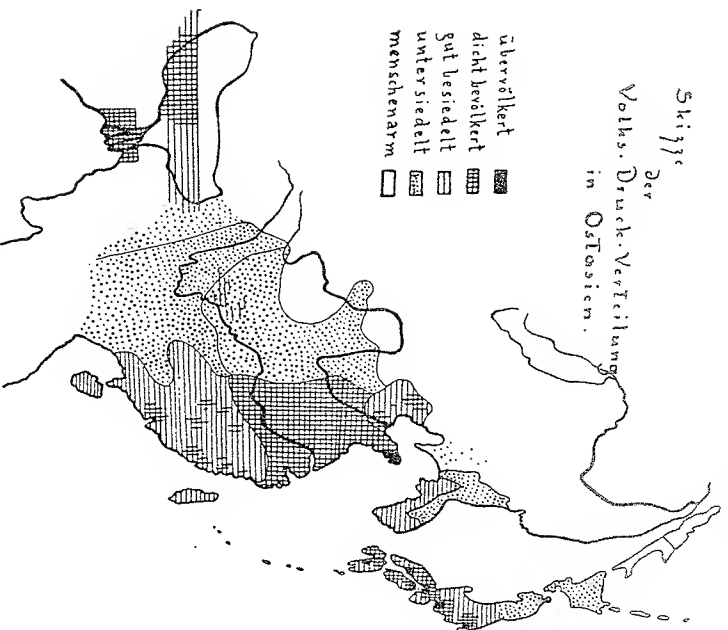 Skizze
der
Volks-Druck-Verteilung
in Ostasien.
übervölkert
dicht bevölkert
gut besiedelt
untersiedelt
menschenarm